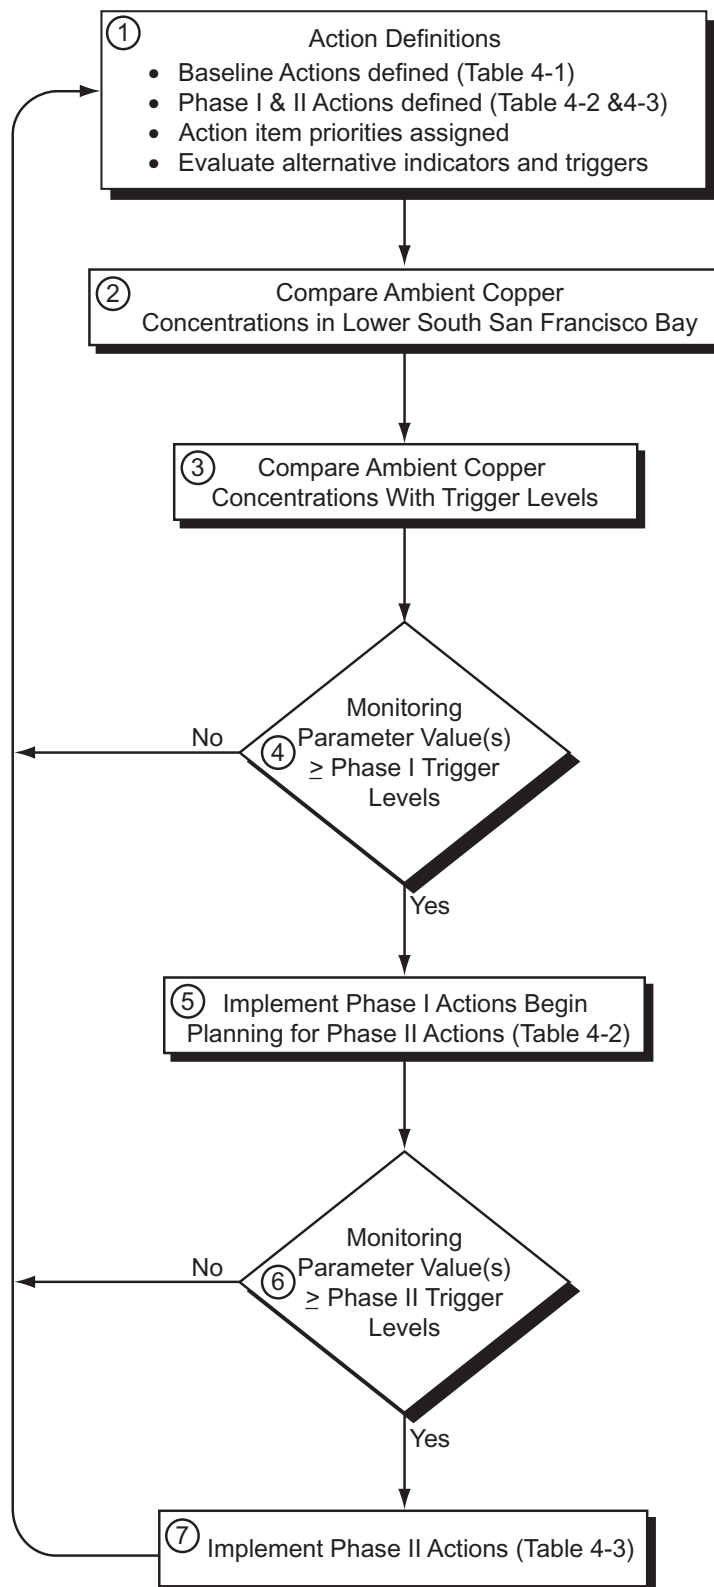 1
Action Definitions
• Baseline Actions defined (Table 4-1)
• Phase I & II Actions defined (Table 4-2 &4-3)
• Action item priorities assigned
• Evaluate alternative indicators and triggers
2
Compare Ambient Copper
Concentrations in Lower South San Francisco Bay
3
Compare Ambient Copper
Concentrations With Trigger Levels
No
4
Monitoring
Parameter Value(s)
≥ Phase I Trigger
Levels
Yes
5
Implement Phase I Actions Begin
Planning for Phase II Actions (Table 4-2)
No
6
Monitoring
Parameter Value(s)
≥ Phase II Trigger
Levels
Yes
7
Implement Phase II Actions (Table 4-3)